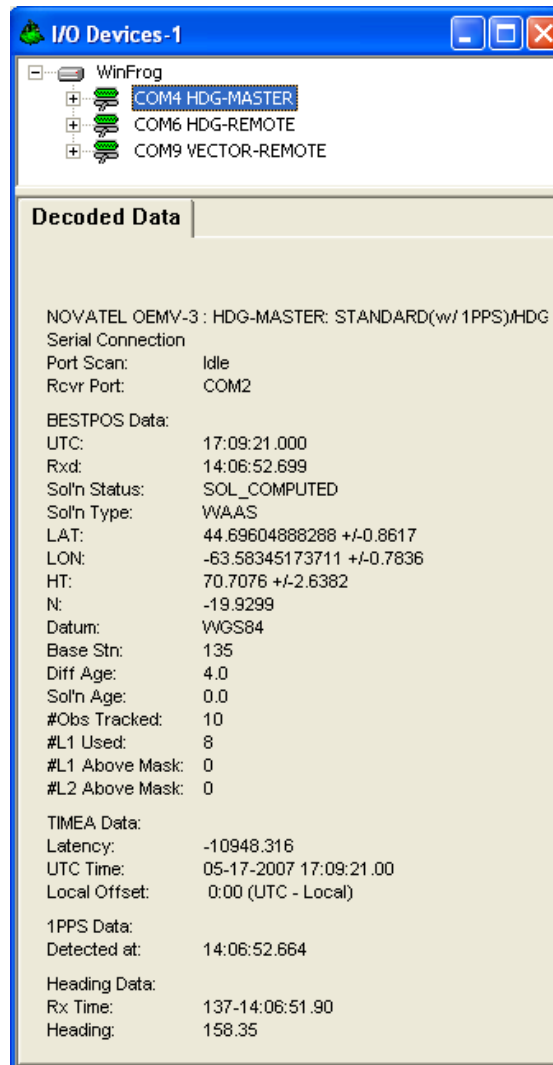 I/O Devices-1
WinFrog
COM4 HDG-MASTER
COM6 HDG-REMOTE
COM9 VECTOR-REMOTE
Decoded Data
NOVATEL OEMV-3 : HDG-MASTER: STANDARD(w/ 1PPS)/HDG
Serial Connection
Port Scan: Idle
Rcvr Port: COM2
BESTPOS Data:
UTC: 17:09:21.000
Rxd: 14:06:52.699
Sol'n Status: SOL_COMPUTED
Sol'n Type: WAAS
LAT: 44.69604888288 +/-0.8617
LON: -63.58345173711 +/-0.7836
HT: 70.7076 +/-2.6382
N: -19.9299
Datum: WGS84
Base Stn: 135
Diff Age: 4.0
Sol'n Age: 0.0
#Obs Tracked: 10
#L1 Used: 8
#L1 Above Mask: 0
#L2 Above Mask: 0
TIMEA Data:
Latency: -10948.316
UTC Time: 05-17-2007 17:09:21.00
Local Offset: 0:00 (UTC - Local)
1PPS Data:
Detected at: 14:06:52.664
Heading Data:
Rx Time: 137-14:06:51.90
Heading: 158.35